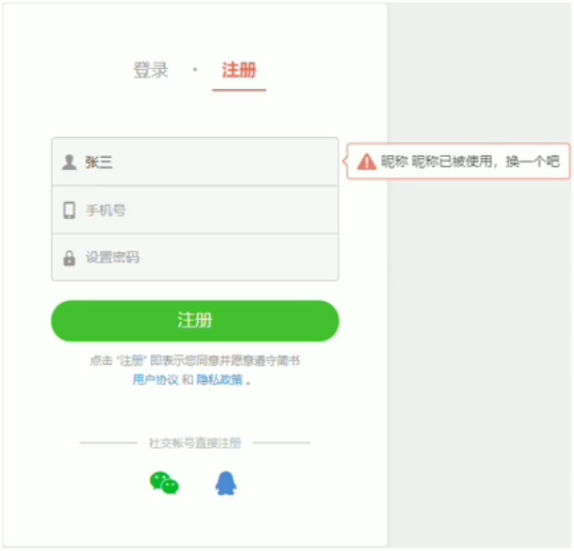 登录 · 注册
张三
昵称 昵称已被使用，换一个吧
手机号
设置密码
注册
点击 "注册" 即表示您同意并愿意遵守简书
用户协议 和 隐私政策 。
社交帐号直接注册